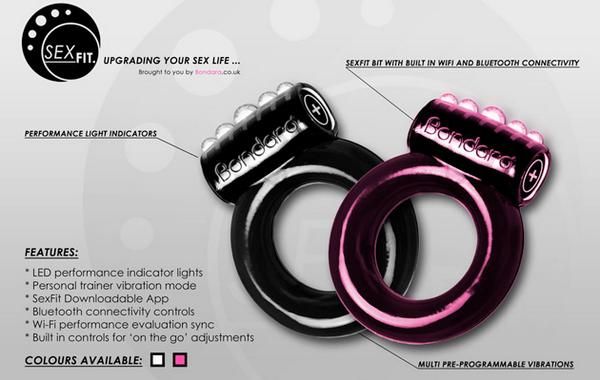 SEXFIT.
UPGRADING YOUR SEX LIFE ...
Brought to you by Bondara.co.uk
SEXFIT BIT WITH BUILT IN WIFI AND BLUETOOTH CONNECTIVITY
PERFORMANCE LIGHT INDICATORS
Bondara
Bondara
FEATURES:
* LED performance indicator lights
* Personal trainer vibration mode
* SexFit Downloadable App
* Bluetooth connectivity controls
* Wi-Fi performance evaluation sync
* Built in controls for ‘on the go’ adjustments
COLOURS AVAILABLE:
MULTI PRE-PROGRAMMABLE VIBRATIONS